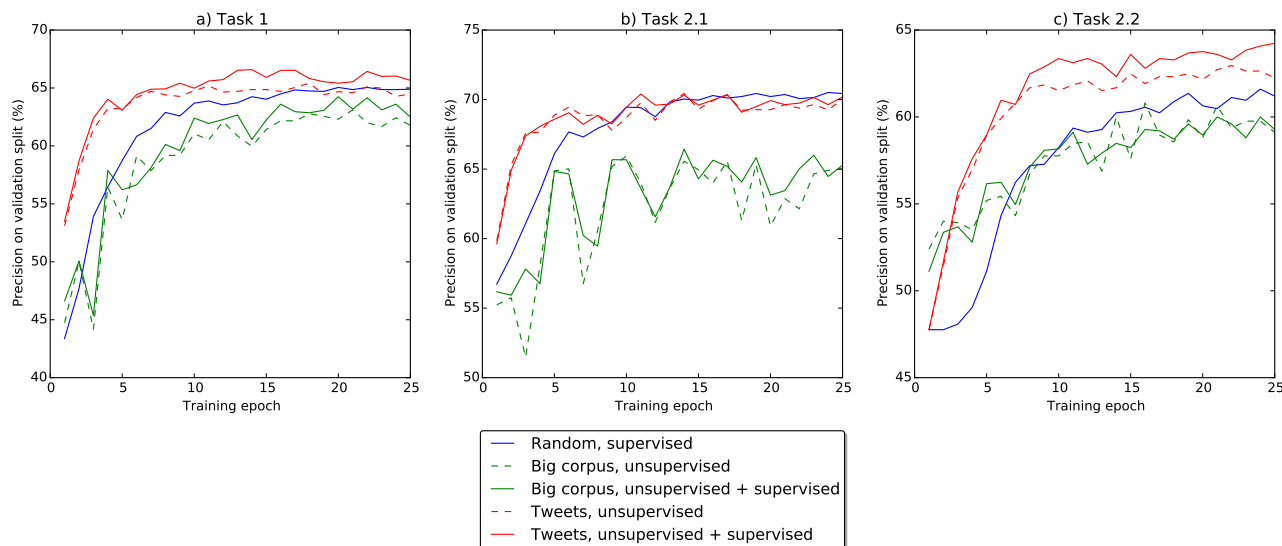 a) Task 1
Precision on validation split (%)
70
65
60
55
50
45
40
0 5 10 15 20 25
Training epoch
b) Task 2.1
Precision on validation split (%)
75
70
65
60
55
50
0 5 10 15 20 25
Training epoch
c) Task 2.2
Precision on validation split (%)
65
60
55
50
45
0 5 10 15 20 25
Training epoch
Random, supervised
Big corpus, unsupervised
Big corpus, unsupervised + supervised
Tweets, unsupervised
Tweets, unsupervised + supervised